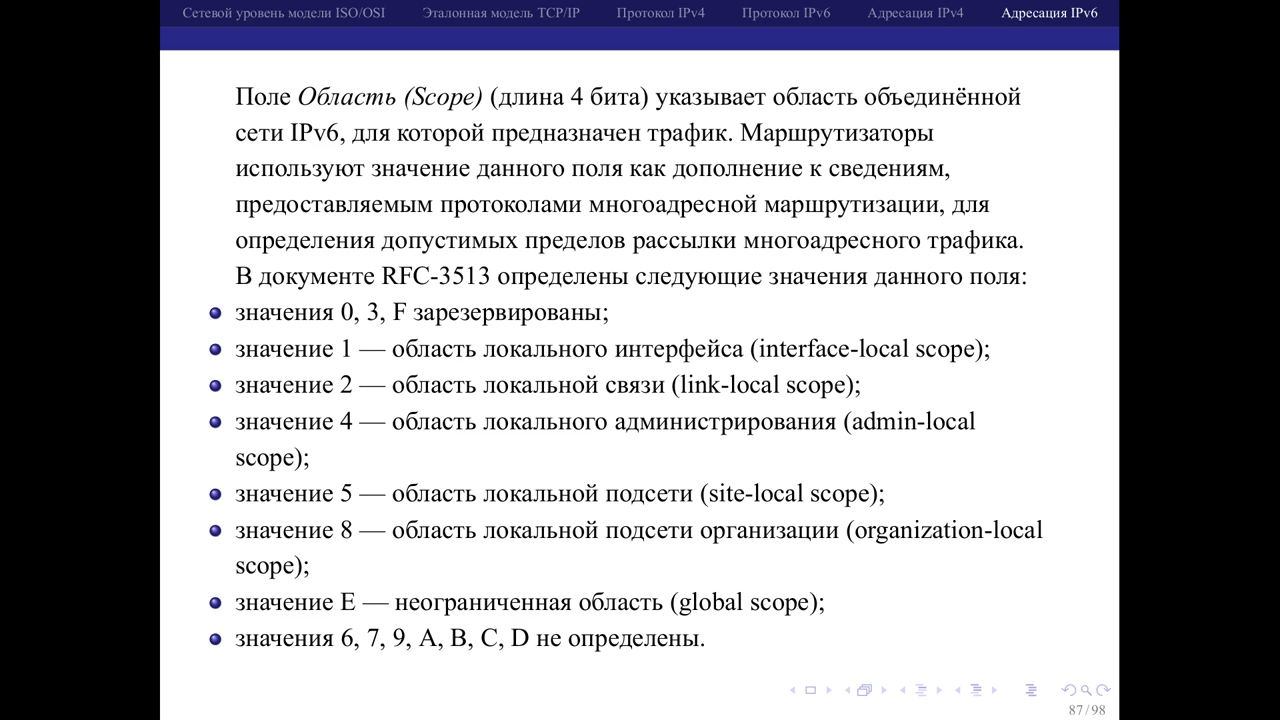 Сетевой уровень модели ISO/OSI Эталонная модель TCP/IP Протокол IPv4 Протокол IPv6 Адресация IPv4 Адресация IPv6
Поле Область (Scope) (длина 4 бита) указывает область объединённой
сети IPv6, для которой предназначен трафик. Маршрутизаторы
используют значение данного поля как дополнение к сведениям,
предоставляемым протоколами многоадресной маршрутизации, для
определения допустимых пределов рассылки многоадресного трафика.
В документе RFC-3513 определены следующие значения данного поля:
значения 0, 3, F зарезервированы;
значение 1 — область локального интерфейса (interface-local scope);
значение 2 — область локальной связи (link-local scope);
значение 4 — область локального администрирования (admin-local
scope);
значение 5 — область локальной подсети (site-local scope);
значение 8 — область локальной подсети организации (organization-local
scope);
значение E — неограниченная область (global scope);
значения 6, 7, 9, A, B, C, D не определены.
87/98